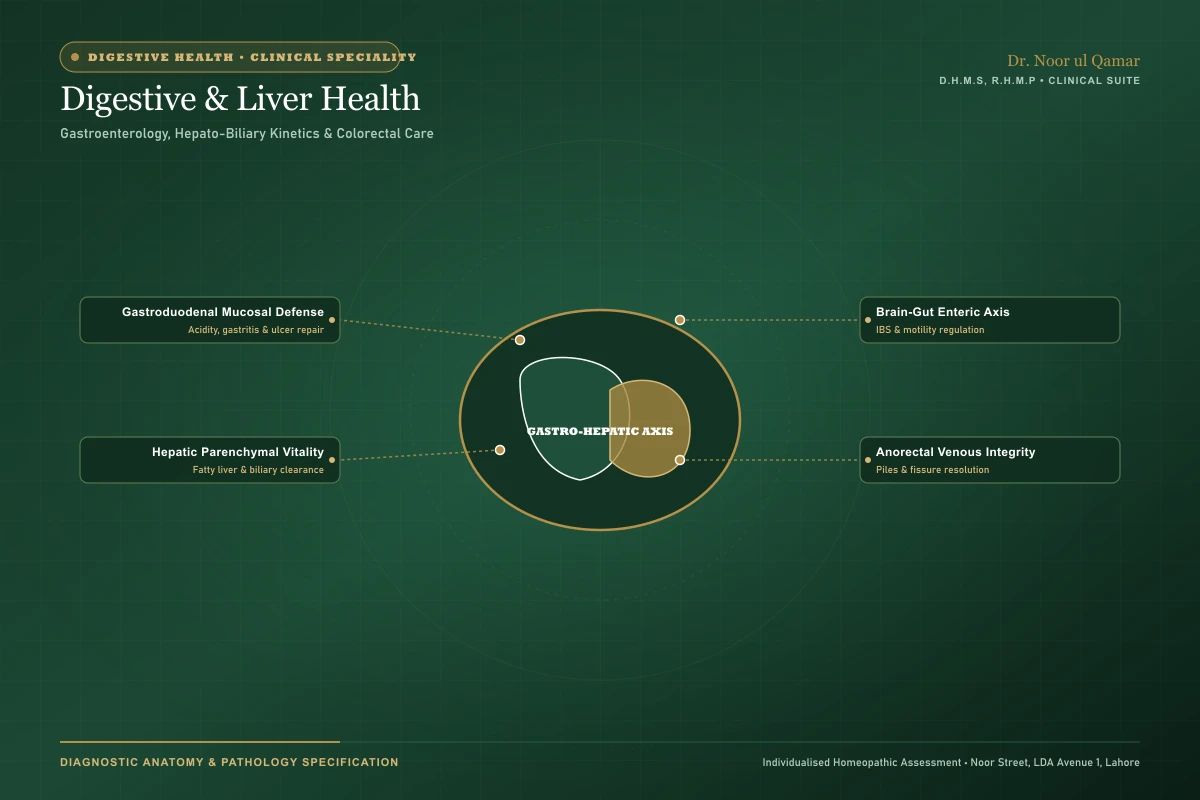 DIGESTIVE HEALTH • CLINICAL SPECIALITY
Digestive & Liver Health
Gastroenterology, Hepato-Biliary Kinetics & Colorectal Care
Dr. Noor ul Qamar
D.H.M.S, R.H.M.P • CLINICAL SUITE
Gastroduodenal Mucosal Defense
Acidity, gastritis & ulcer repair
Brain-Gut Enteric Axis
IBS & motility regulation
GASTRO-HEPATIC AXIS
Hepatic Parenchymal Vitality
Fatty liver & biliary clearance
Anorectal Venous Integrity
Piles & fissure resolution
DIAGNOSTIC ANATOMY & PATHOLOGY SPECIFICATION
Individualised Homeopathic Assessment • Noor Street, LDA Avenue 1, Lahore